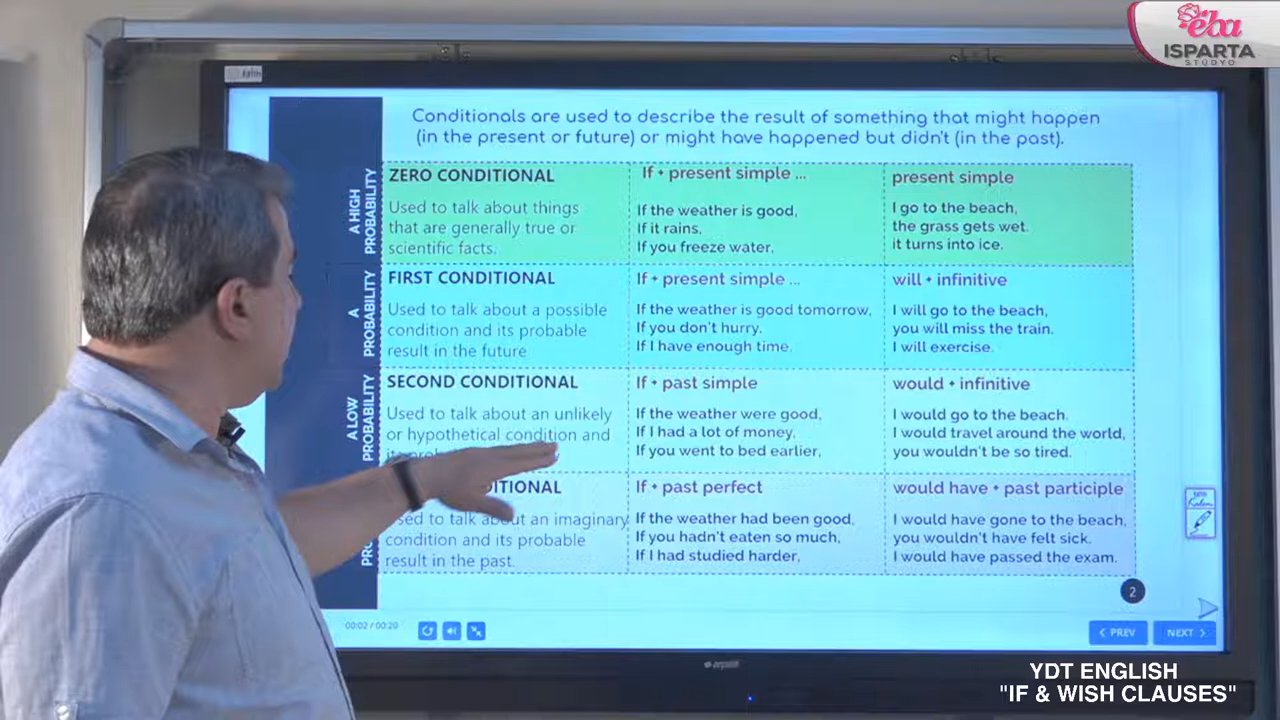 eba
ISPARTA
STÜDYO
Conditionals are used to describe the result of something that might happen
(in the present or future) or might have happened but didn't (in the past).
A HIGH
PROBABILITY
ZERO CONDITIONAL
Used to talk about things
that are generally true or
scientific facts.
If + present simple ...
If the weather is good,
If it rains,
If you freeze water,
present simple
I go to the beach,
the grass gets wet.
it turns into ice.
A
PROBABILITY
FIRST CONDITIONAL
Used to talk about a possible
condition and its probable
result in the future
If + present simple ...
If the weather is good tomorrow,
If you don't hurry.
If I have enough time,
will + infinitive
I will go to the beach,
you will miss the train.
I will exercise.
A LOW
PROBABILITY
SECOND CONDITIONAL
Used to talk about an unlikely
or hypothetical condition and
If + past simple
If the weather were good,
If I had a lot of money,
If you went to bed earlier,
would + infinitive
I would go to the beach.
I would travel around the world,
you wouldn't be so tired.
to talk about an imaginary
condition and its probable
result in the past.
If + past perfect
If the weather had been good,
If you hadn't eaten so much,
If I had studied harder,
would have + past participle
I would have gone to the beach,
you wouldn't have felt sick.
I would have passed the exam.
2
00:02 / 00:20
< PREV
NEXT >
YDT ENGLISH
"IF & WISH CLAUSES"